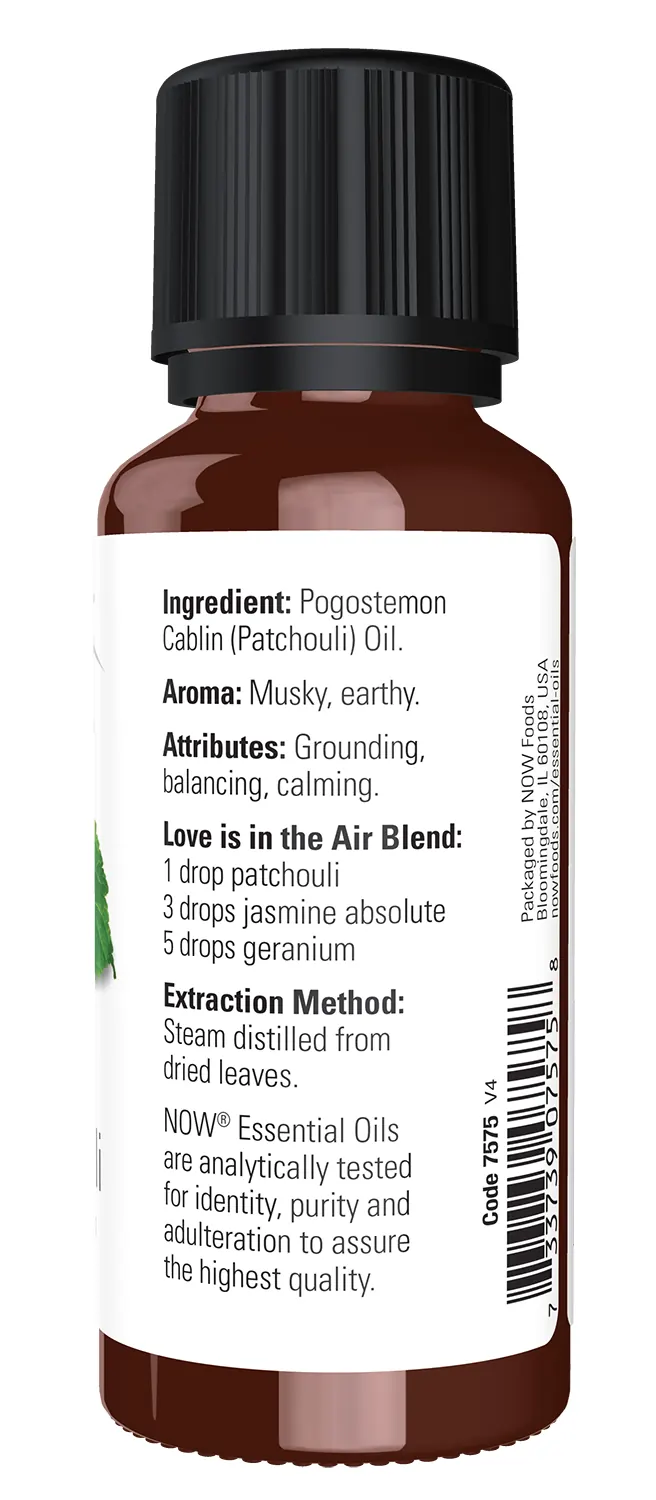 Ingredient: Pogostemon
Cablin (Patchouli) Oil.
Aroma: Musky, earthy.
Attributes: Grounding,
balancing, calming.
Love is in the Air Blend:
1 drop patchouli
3 drops jasmine absolute
5 drops geranium
Extraction Method:
Steam distilled from
dried leaves.
NOW® Essential Oils
are analytically tested
for identity, purity and
adulteration to assure
the highest quality.
Packaged by NOW Foods
Bloomingdale, IL 60108, USA
nowfoods.com/essential-oils
Code 7575 V4
7 33739 07575 8